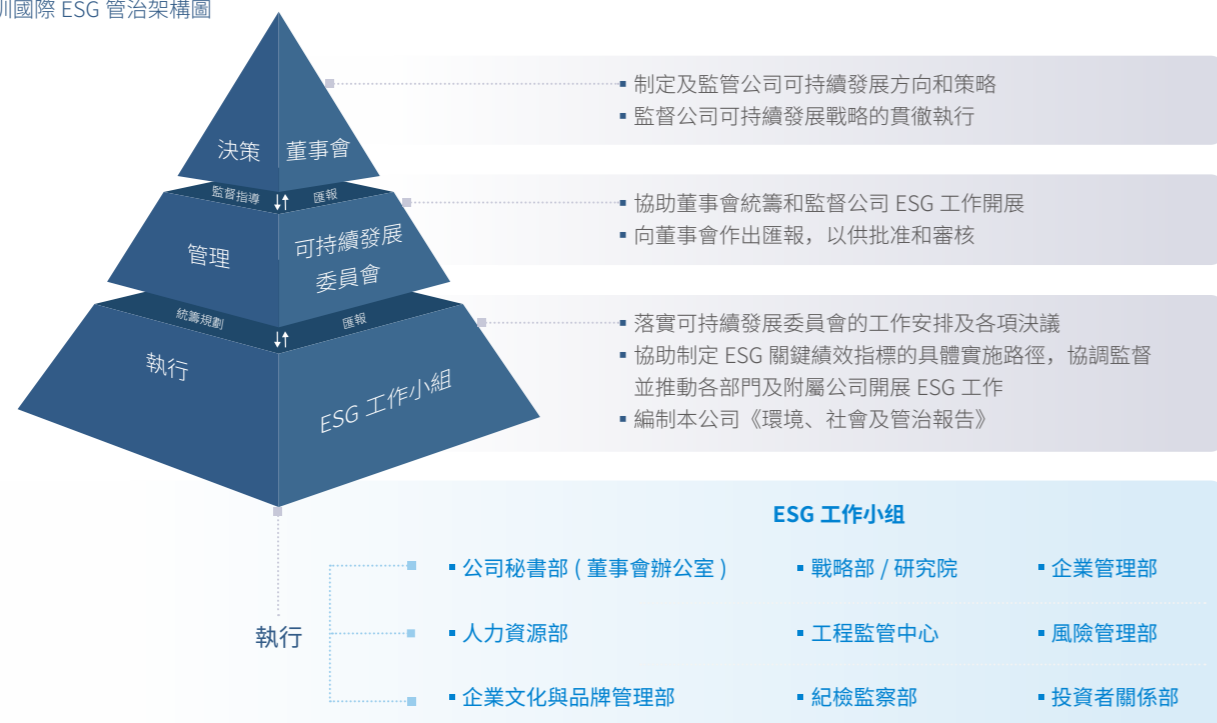 圳國際 ESG 管治架構圖
決策
董事會
監督指導
匯報
管理
可持續發展
委員會
統籌規劃
匯報
執行
ESG 工作小組
▪ 制定及監管公司可持續發展方向和策略
▪ 監督公司可持續發展戰略的貫徹執行
▪ 協助董事會統籌和監督公司 ESG 工作開展
▪ 向董事會作出匯報，以供批准和審核
▪ 落實可持續發展委員會的工作安排及各項決議
▪ 協助制定 ESG 關鍵績效指標的具體實施路徑，協調監督
並推動各部門及附屬公司開展 ESG 工作
▪ 編制本公司《環境、社會及管治報告》
ESG 工作小组
執行
▪ 公司秘書部 ( 董事會辦公室 )
▪ 戰略部 / 研究院
▪ 企業管理部
▪ 人力資源部
▪ 工程監管中心
▪ 風險管理部
▪ 企業文化與品牌管理部
▪ 紀檢監察部
▪ 投資者關係部